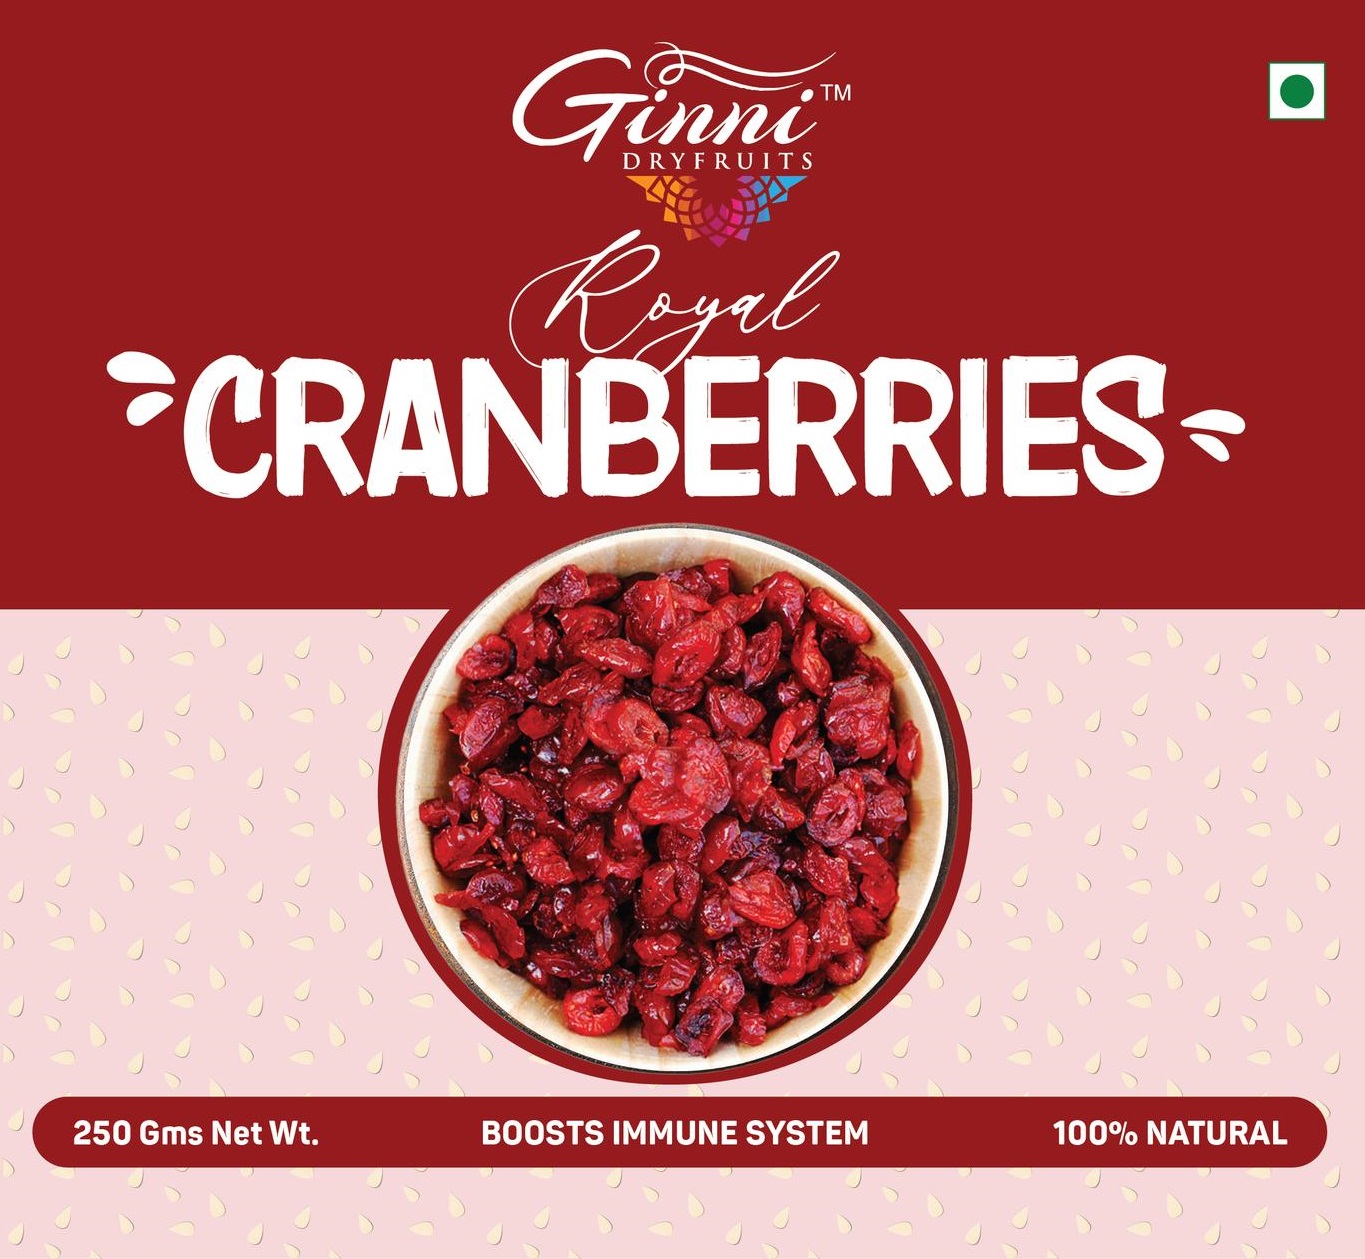 Ginni™
DRYFRUITS
Royal
CRANBERRIES
250 Gms Net Wt.
BOOSTS IMMUNE SYSTEM
100% NATURAL